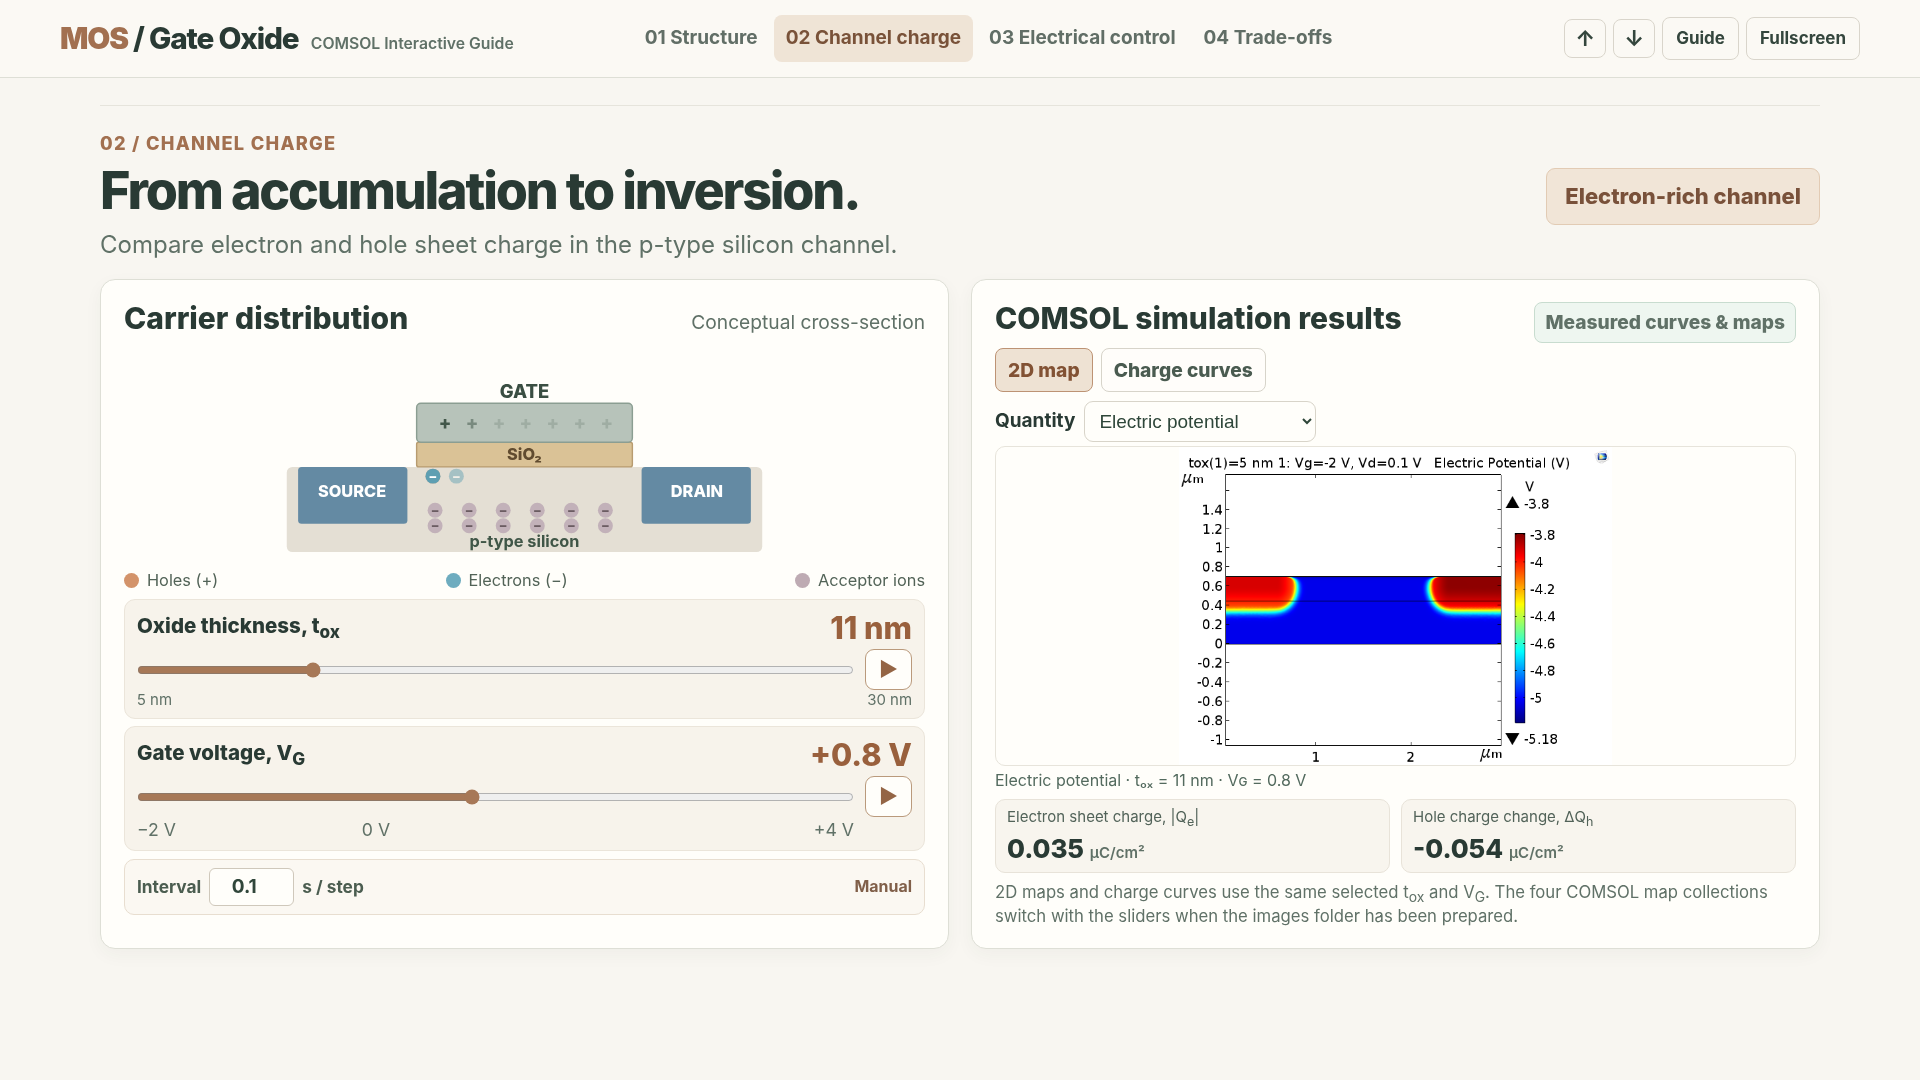 MOS / Gate Oxide COMSOL Interactive Guide
01 Structure
02 Channel charge
03 Electrical control
04 Trade-offs
↑
↓
Guide
Fullscreen
02 / CHANNEL CHARGE
From accumulation to inversion.
Compare electron and hole sheet charge in the p-type silicon channel.
Electron-rich channel
Carrier distribution
Conceptual cross-section
GATE
+ + + + + + +
SiO₂
SOURCE
DRAIN
− −
− − − − − −
− − − − − −
p-type silicon
Holes (+)
Electrons (−)
Acceptor ions
Oxide thickness, tox
11 nm
5 nm
30 nm
Gate voltage, VG
+0.8 V
−2 V
0 V
+4 V
Interval 0.1 s / step
Manual
COMSOL simulation results
Measured curves & maps
2D map
Charge curves
Quantity Electric potential
tox(1)=5 nm 1: Vg=-2 V, Vd=0.1 V Electric Potential (V)
μm
1.4
1.2
1
0.8
0.6
0.4
0.2
0
-0.2
-0.4
-0.6
-0.8
-1
1
2
μm
V
▲ -3.8
-3.8
-4
-4.2
-4.4
-4.6
-4.8
-5
▼ -5.18
Electric potential · tₒₓ = 11 nm · VG = 0.8 V
Electron sheet charge, |Qe|
0.035 μC/cm²
Hole charge change, ΔQh
-0.054 μC/cm²
2D maps and charge curves use the same selected tox and VG. The four COMSOL map collections
switch with the sliders when the images folder has been prepared.